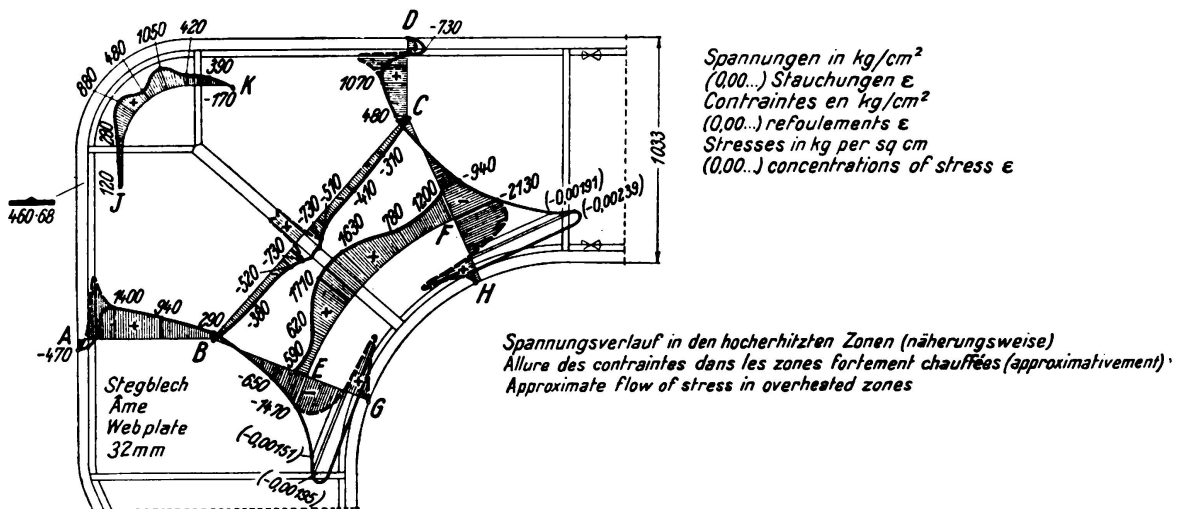 D
-730
420
1050
480
880
390
K
-170
280
120
J
460·68
1070
480
C
-310
-410
-510
-730
-940
-2130
(-0,00191)
(-0,00239)
1200
780
1630
F
H
1033
-730
-520
-380
1710
620
590
E
1400
940
290
A
-470
B
-650
-1470
G
(-0,00151)
(-0,00195)
Stegblech
Âme
Webplate
32mm
Spannungen in kg/cm²
(0,00...) Stauchungen ε
Contraintes en kg/cm²
(0,00...) refoulements ε
Stresses in kg per sq cm
(0,00...) concentrations of stress ε
Spannungsverlauf in den hocherhitzten Zonen (näherungsweise)
Allure des contraintes dans les zones fortement chauffées (approximativement)
Approximate flow of stress in overheated zones